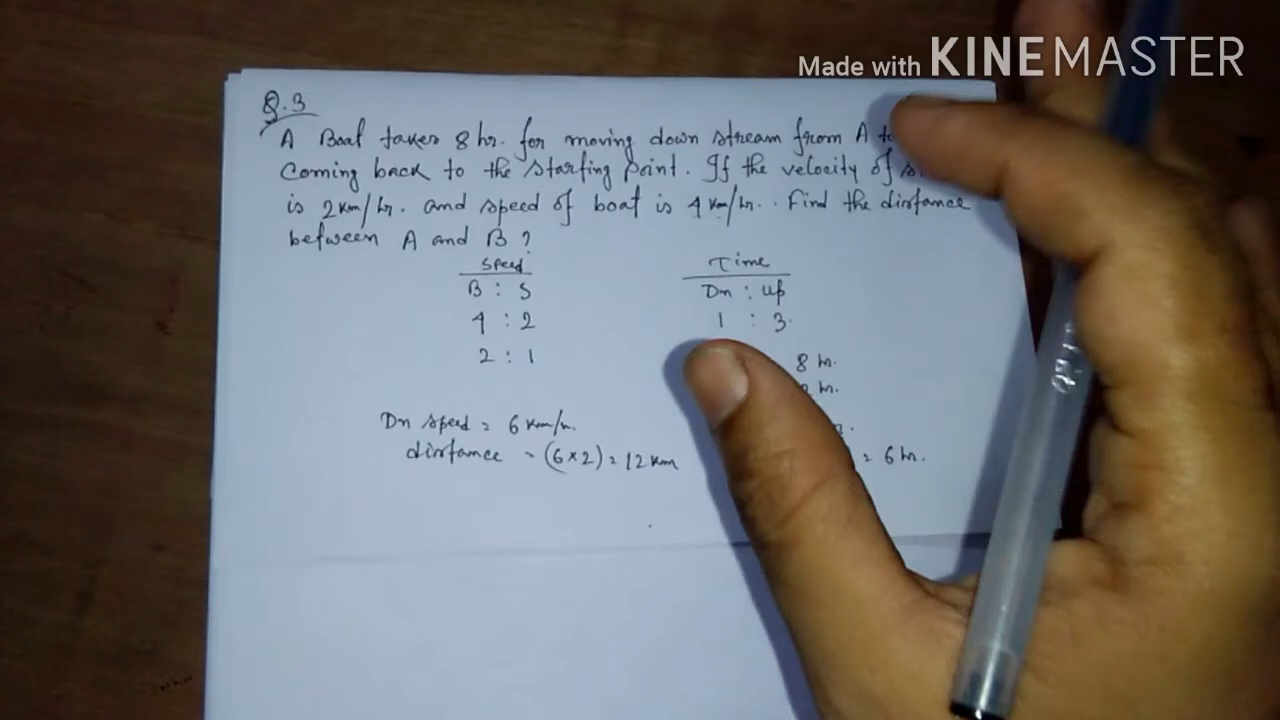 Made with KINEMASTER
Q.3
A Boat takes 8 hr. for moving down stream from A to
Coming back to the starting point. If the velocity of
is 2 km/hr. and speed of boat is 4 km/hr. . Find the distance
between A and B ?
Speed
B : S
4 : 2
2 : 1
Time
Dn : up
1 : 3
8 hr.
hr.
= 6 hr.
Dn speed = 6 km/hr.
distance = (6 × 2) = 12 km